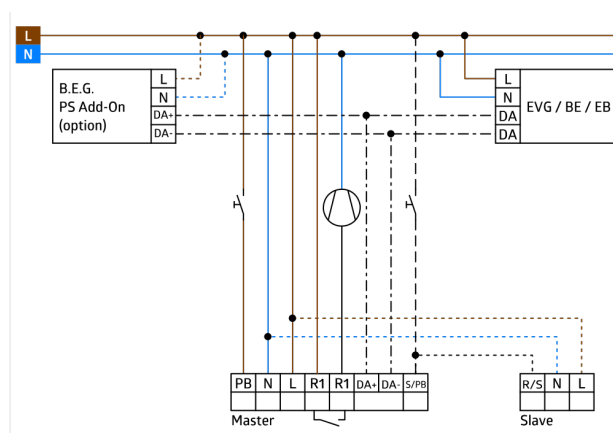 L
N
B.E.G.
PS Add-On
(option)
L
N
DA+
DA-
L
N
DA
DA
EVG / BE / EB
PB N L R1 R1 DA+ DA- S/PB
R/S N L
Master
Slave